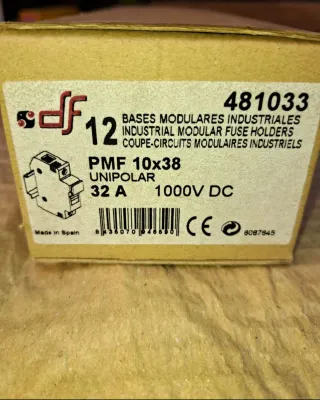 df
481033
12 BASES MODULARES INDUSTRIALES
INDUSTRIAL MODULAR FUSE HOLDERS
COUPE-CIRCUITS MODULAIRES INDUSTRIELS
PMF 10x38
UNIPOLAR
32 A 1000V DC
Made in Spain
CE
6087645